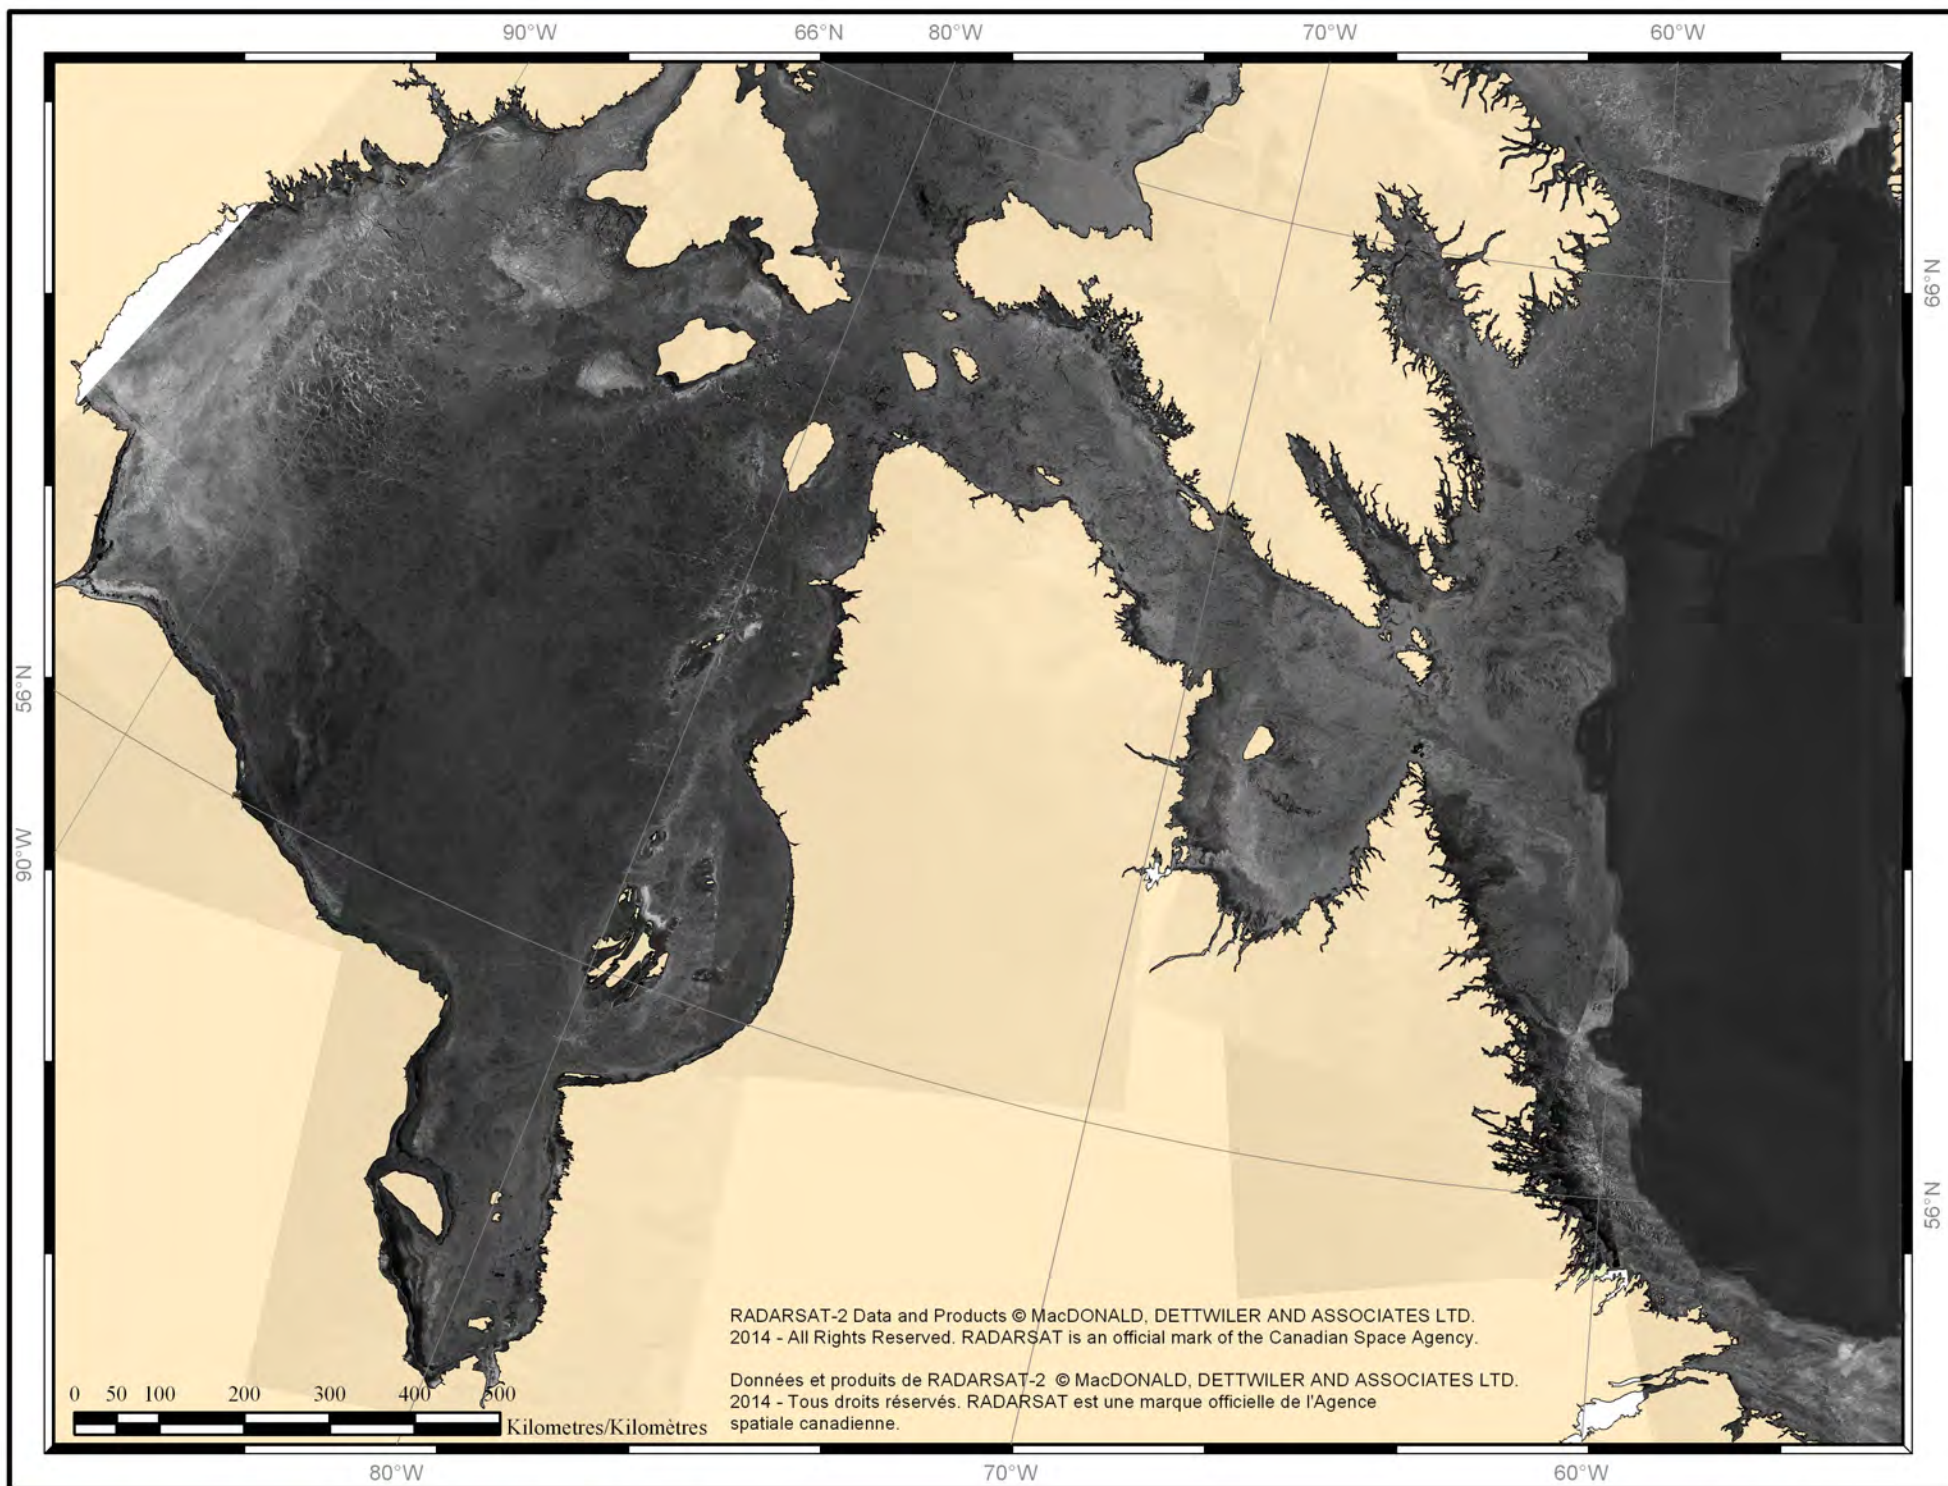 90°W 66°N 80°W 70°W 60°W
66°N
56°N
90°W
56°N
RADARSAT-2 Data and Products © MacDONALD, DETTWILER AND ASSOCIATES LTD.
2014 - All Rights Reserved. RADARSAT is an official mark of the Canadian Space Agency.
Données et produits de RADARSAT-2 © MacDONALD, DETTWILER AND ASSOCIATES LTD.
2014 - Tous droits réservés. RADARSAT est une marque officielle de l'Agence
spatiale canadienne.
0 50 100 200 300 400 500
Kilometres/Kilomètres
80°W 70°W 60°W